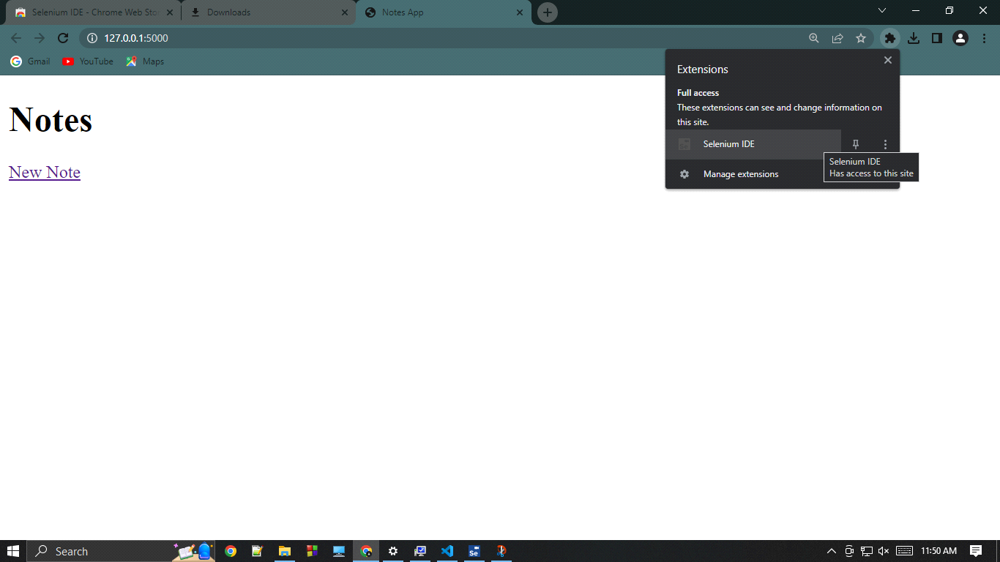 Selenium IDE - Chrome Web Sto
Downloads
Notes App
127.0.0.1:5000
Gmail
YouTube
Maps
Extensions
Full access
These extensions can see and change information on
this site.
Selenium IDE
Selenium IDE
Has access to this site
Manage extensions
Notes
New Note
Search
Se
11:50 AM